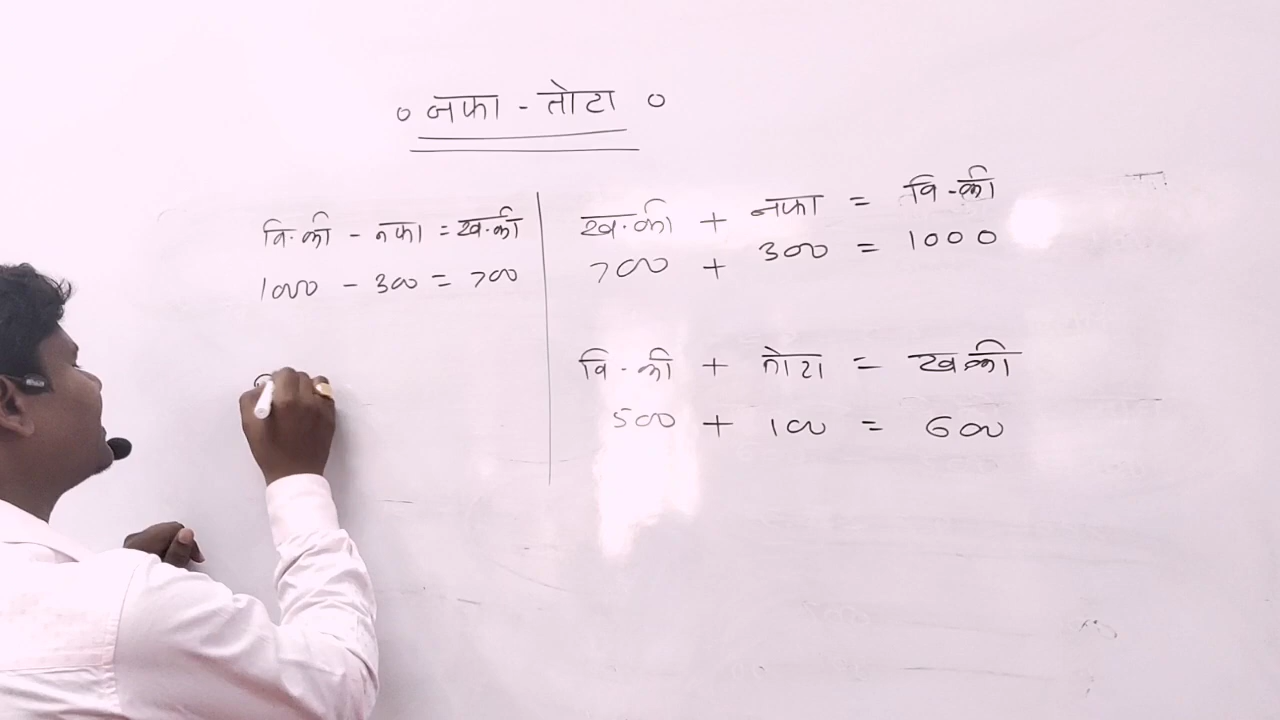 ० नफा - तोटा ०
वि.की - नफा = ख.की
1000 - 300 = 700
ख.की + नफा = वि-की
700 + 300 = 1000
वि.की + तोटा = ख की
500 + 100 = 600